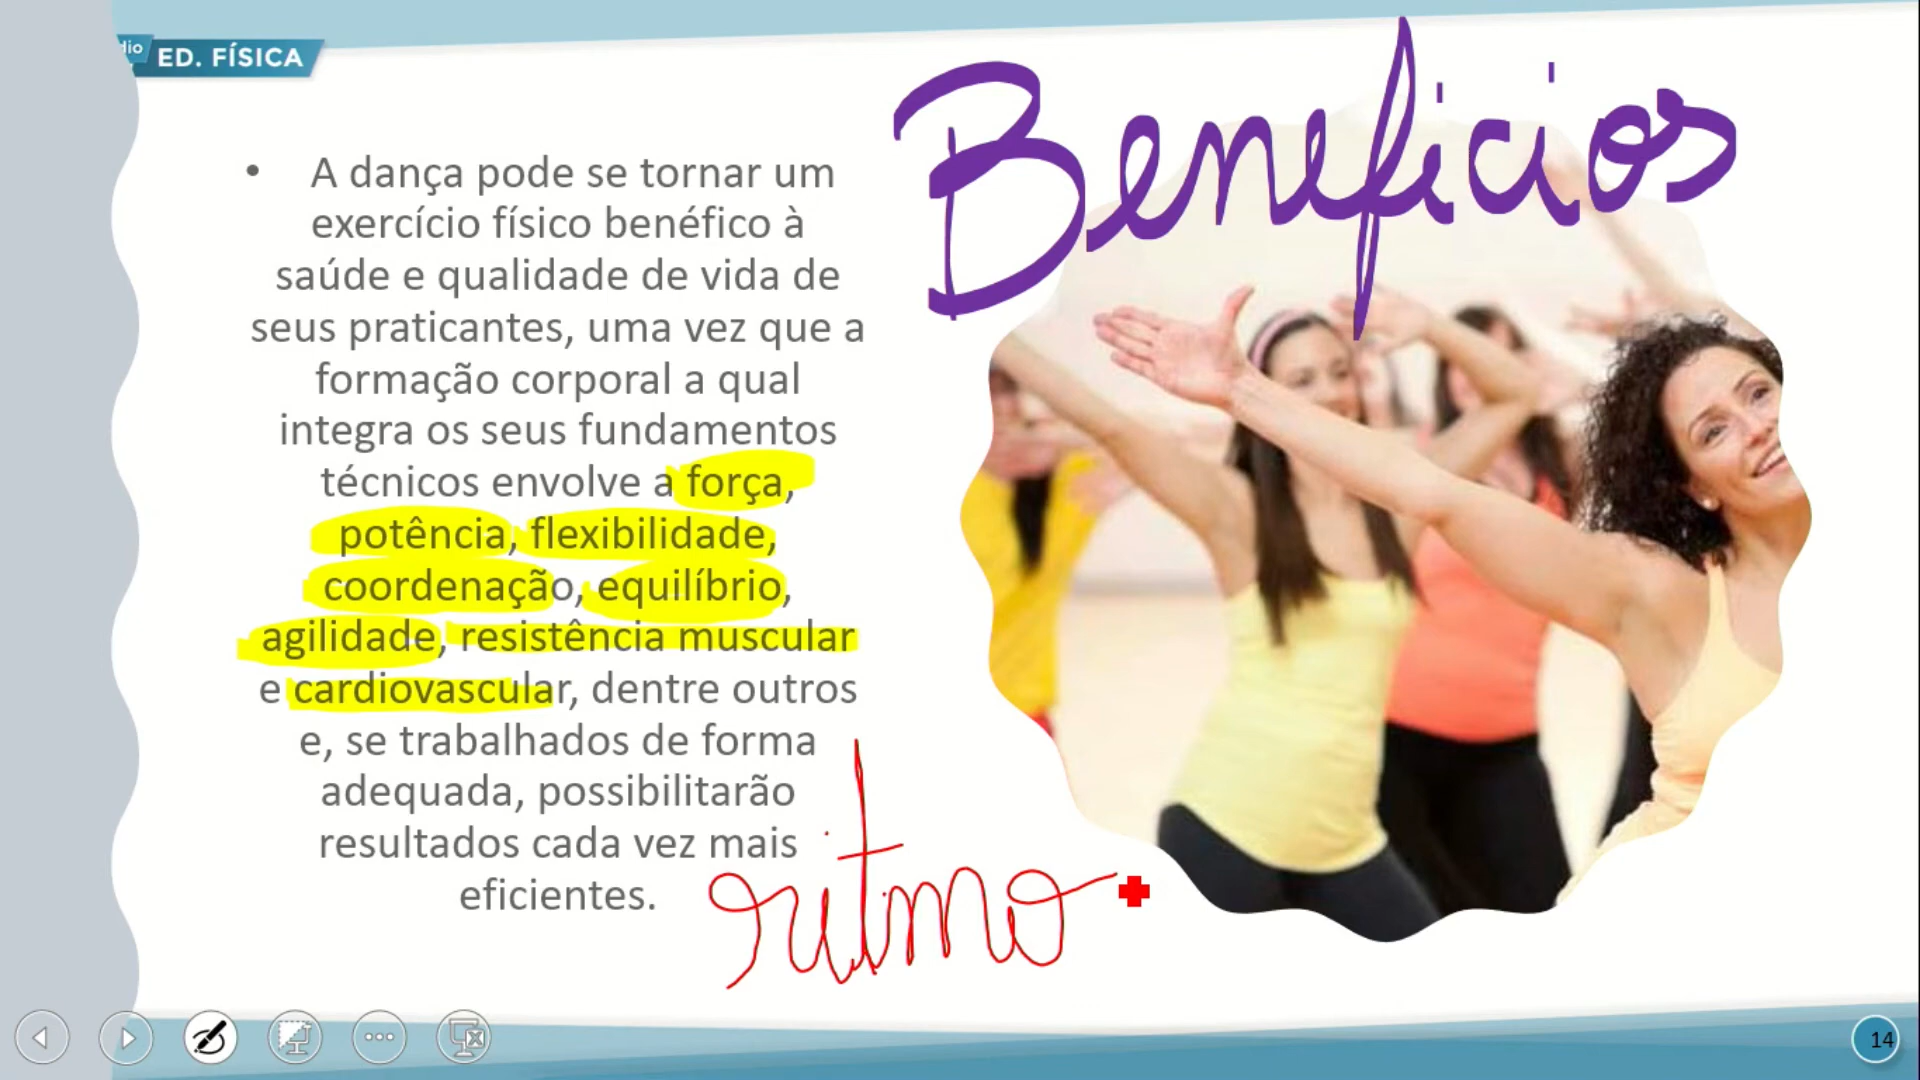 dio
ED. FÍSICA
Beneficios
• A dança pode se tornar um
exercício físico benéfico à
saúde e qualidade de vida de
seus praticantes, uma vez que a
formação corporal a qual
integra os seus fundamentos
técnicos envolve a força,
potência, flexibilidade,
coordenação, equilíbrio,
agilidade, resistência muscular
e cardiovascular, dentre outros
e, se trabalhados de forma
adequada, possibilitarão
resultados cada vez mais
eficientes.
ritmo
14